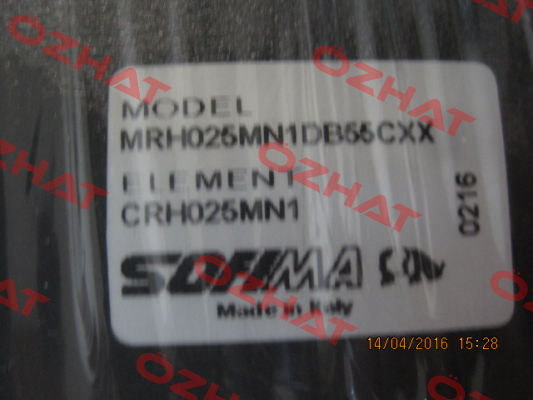 MODEL
MRH025MN1DB55CXX
ELEMENT
CRH025MN1
0216
SOFIMA
Made in Italy
14/04/2016 15:28
OZHAT
OZHAT
OZHAT
OZHAT
OZHAT
OZHAT